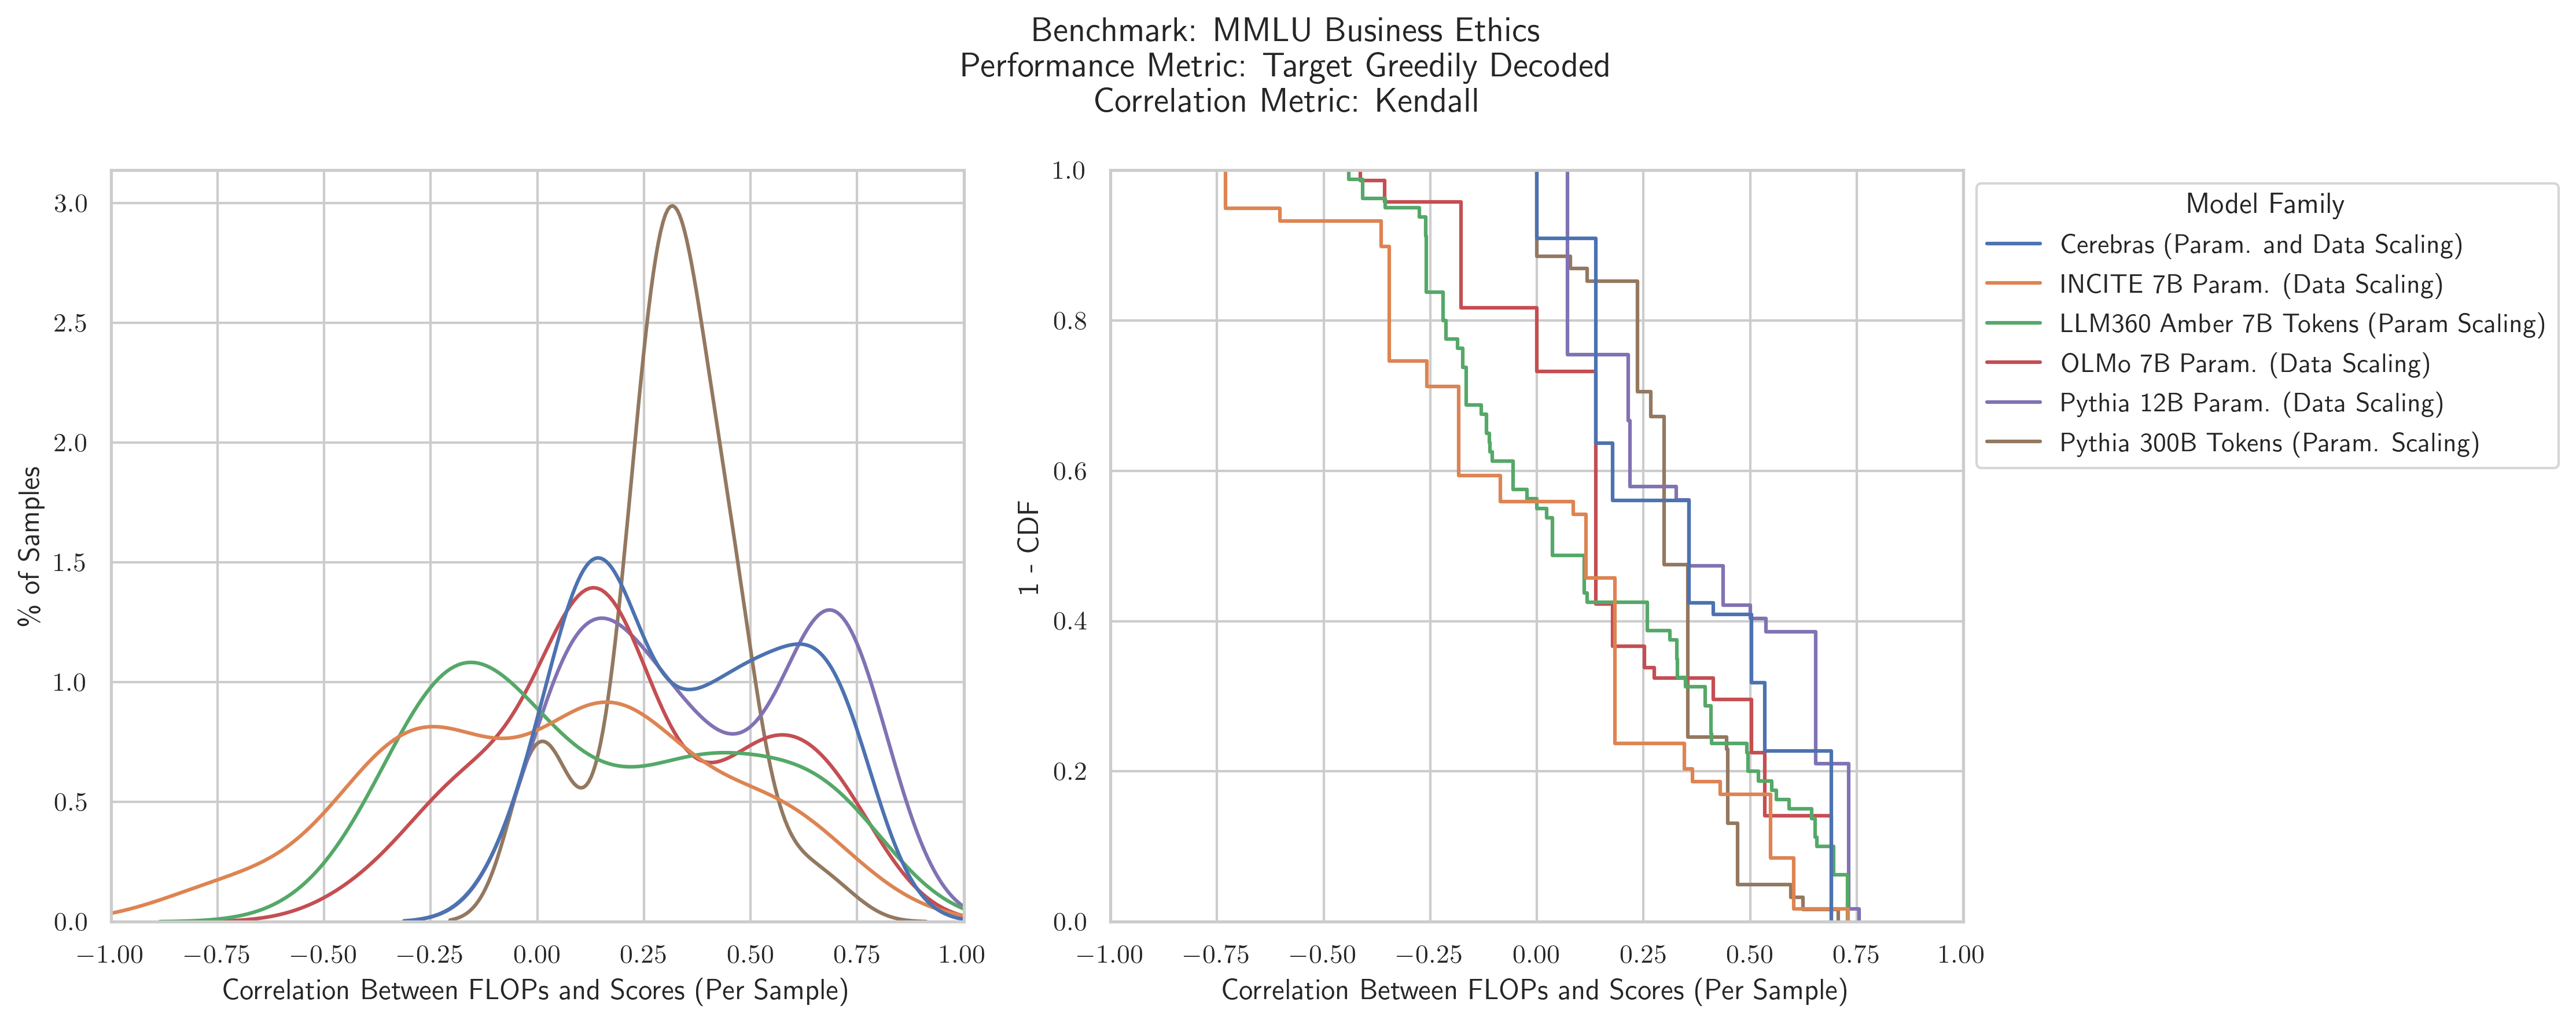 Benchmark: MMLU Business Ethics
Performance Metric: Target Greedily Decoded
Correlation Metric: Kendall
% of Samples
3.0
2.5
2.0
1.5
1.0
0.5
0.0
−1.00 −0.75 −0.50 −0.25 0.00 0.25 0.50 0.75 1.00
Correlation Between FLOPs and Scores (Per Sample)
1 - CDF
1.0
0.8
0.6
0.4
0.2
0.0
−1.00 −0.75 −0.50 −0.25 0.00 0.25 0.50 0.75 1.00
Correlation Between FLOPs and Scores (Per Sample)
Model Family
Cerebras (Param. and Data Scaling)
INCITE 7B Param. (Data Scaling)
LLM360 Amber 7B Tokens (Param Scaling)
OLMo 7B Param. (Data Scaling)
Pythia 12B Param. (Data Scaling)
Pythia 300B Tokens (Param. Scaling)